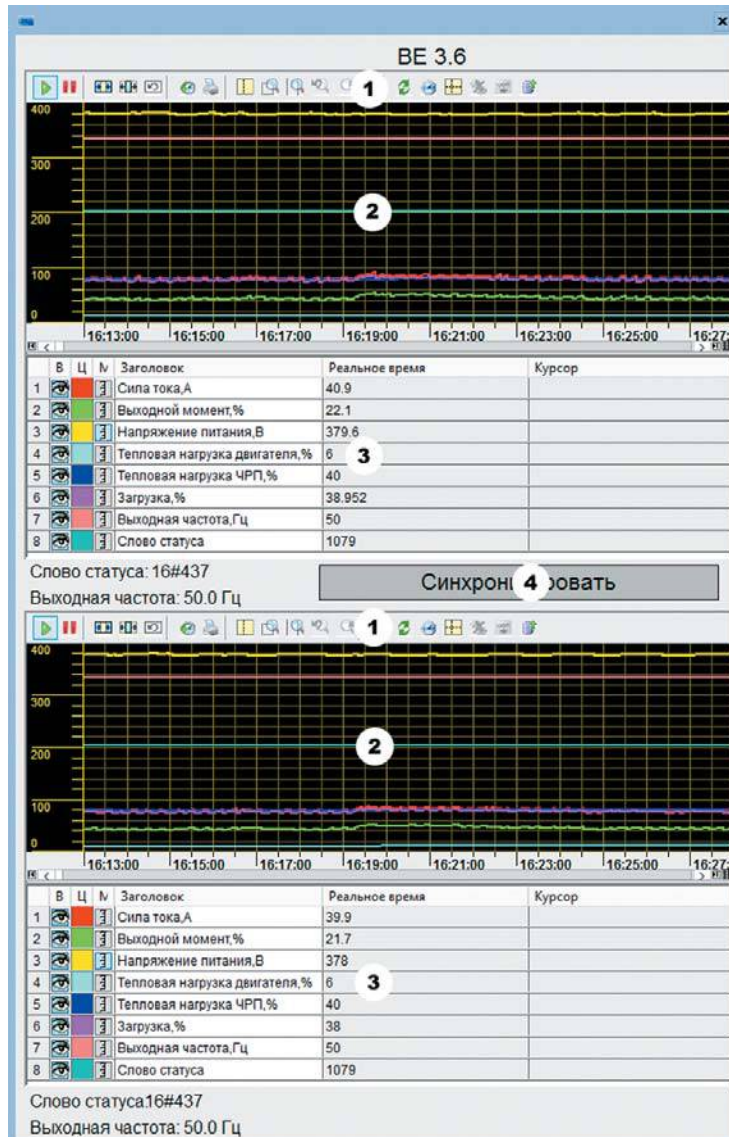 ВЕ 3.6
1
400
300
200
100
0
2
16:13:00 16:15:00 16:17:00 16:19:00 16:21:00 16:23:00 16:25:00 16:27:
В Ц Заголовок Реальное время Курсор
1 Сила тока,А 40.9
2 Выходной момент,% 22.1
3 Напряжение питания,В 379.6
4 Тепловая нагрузка двигателя,% 6 3
5 Тепловая нагрузка ЧРП,% 40
6 Загрузка,% 38.952
7 Выходная частота,Гц 50
8 Слово статуса 1079
Слово статуса: 16#437
Выходная частота: 50.0 Гц
Синхрони 4 овать
1
400
300
200
100
0
2
16:13:00 16:15:00 16:17:00 16:19:00 16:21:00 16:23:00 16:25:00 16:27:
В Ц Заголовок Реальное время Курсор
1 Сила тока,А 39.9
2 Выходной момент,% 21.7
3 Напряжение питания,В 378
4 Тепловая нагрузка двигателя,% 6 3
5 Тепловая нагрузка ЧРП,% 40
6 Загрузка,% 38
7 Выходная частота,Гц 50
8 Слово статуса 1079
Слово статуса16#437
Выходная частота: 50.0 Гц